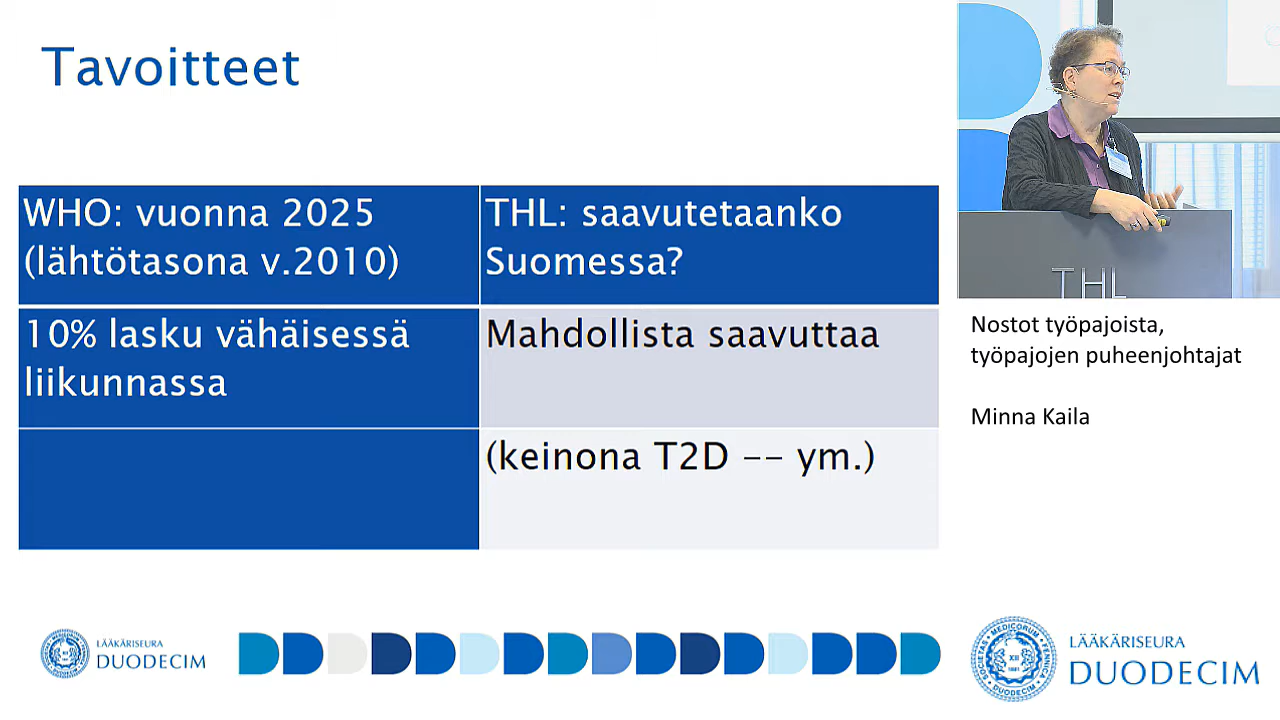 Tavoitteet
WHO: vuonna 2025
(lähtötasona v.2010)
THL: saavutetaanko
Suomessa?
10% lasku vähäisessä
liikunnassa
Mahdollista saavuttaa
(keinona T2D -- ym.)
THL
Nostot työpajoista,
työpajojen puheenjohtajat
Minna Kaila
LÄÄKÄRISEURA
DUODECIM
LÄÄKÄRISEURA
DUODECIM